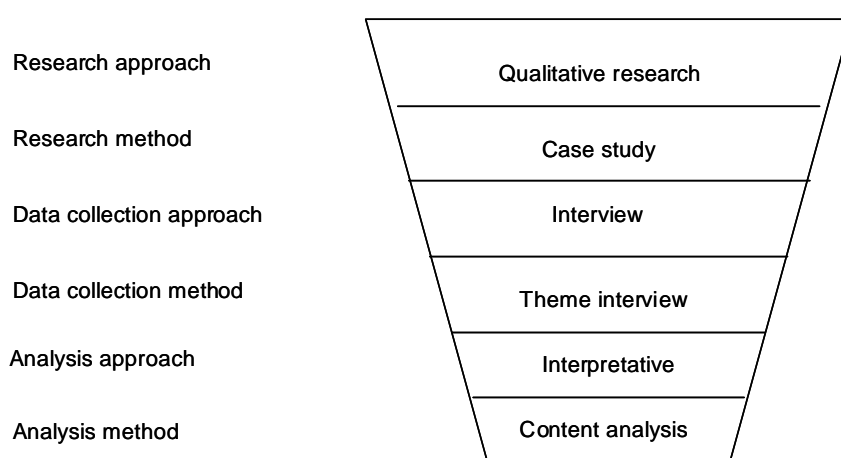 Research approach
Qualitative research
Research method
Case study
Data collection approach
Interview
Data collection method
Theme interview
Analysis approach
Interpretative
Analysis method
Content analysis